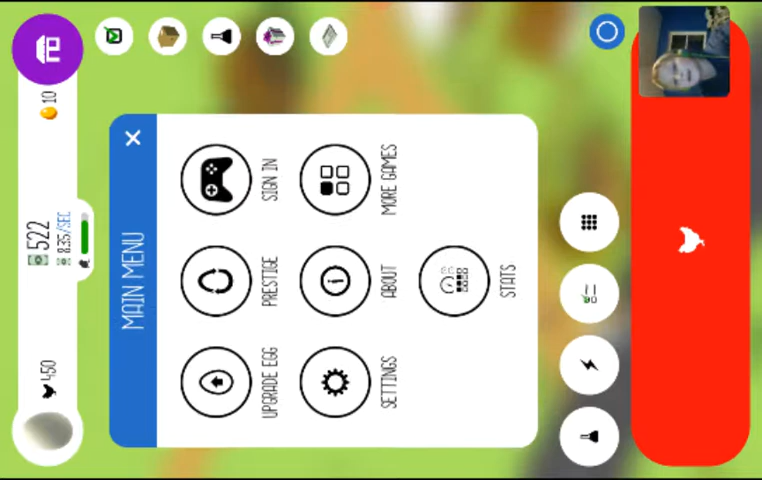 450
522
8.35/SEC
10
MAIN MENU
UPGRADE EGG
PRESTIGE
SIGN IN
SETTINGS
ABOUT
MORE GAMES
STATS